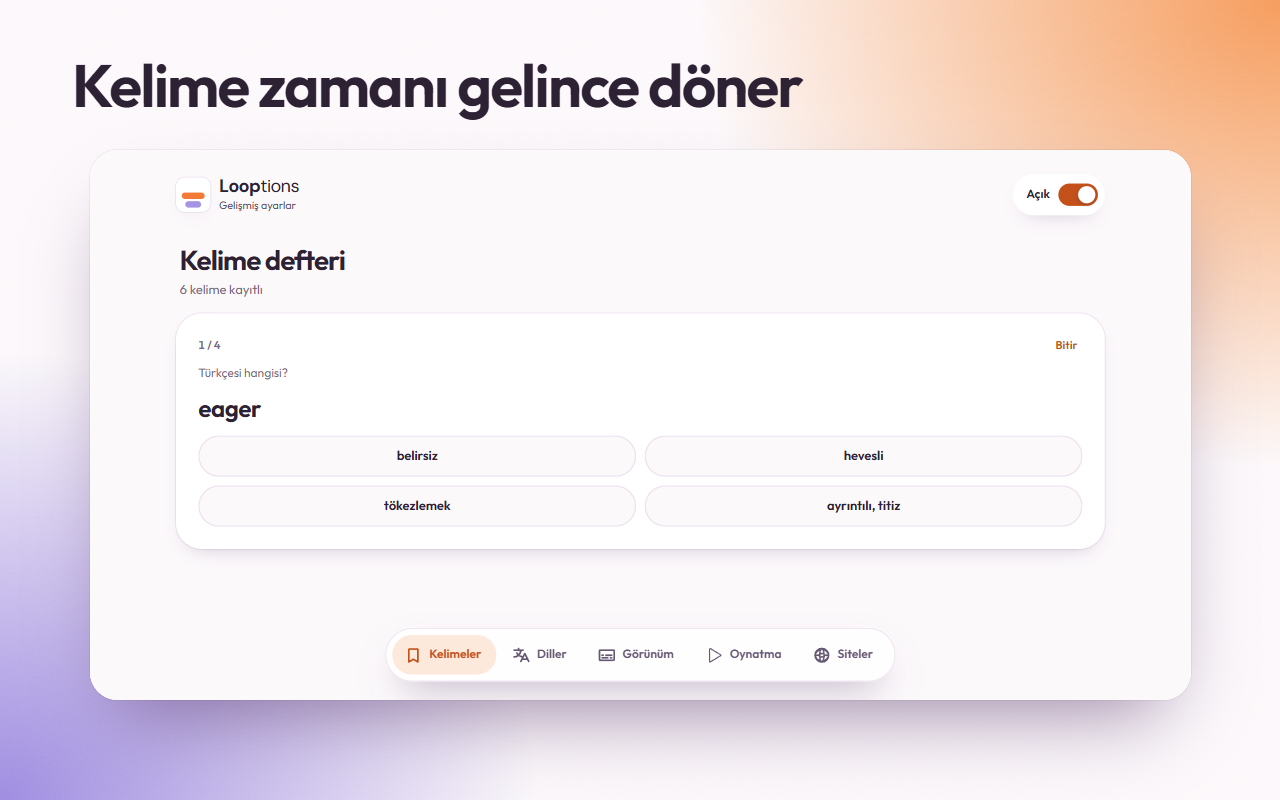 Kelime zamanı gelince döner
Looptions
Gelişmiş ayarlar
Açık
Kelime defteri
6 kelime kayıtlı
1 / 4
Bitir
Türkçesi hangisi?
eager
belirsiz
hevesli
tökezlemek
ayrıntılı, titiz
Kelimeler
Diller
Görünüm
Oynatma
Siteler